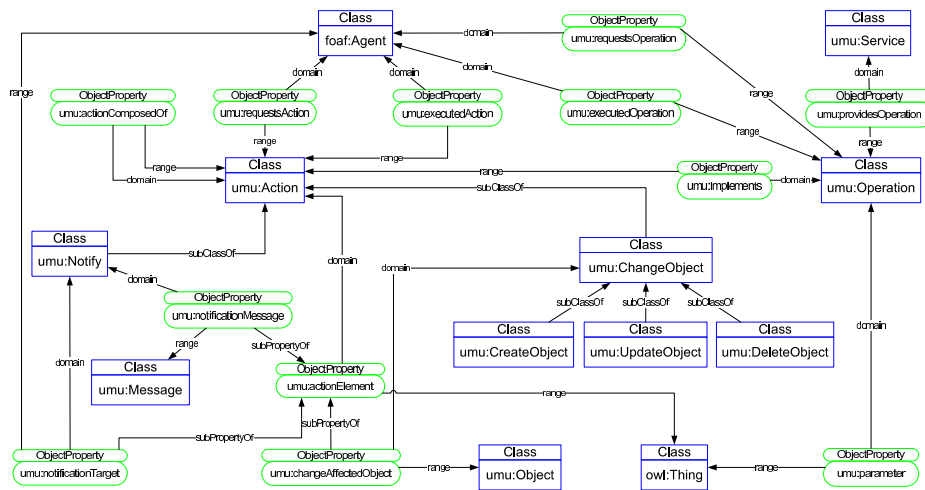 Class
foaf:Agent
ObjectProperty
umu:requestsOperation
Class
umu:Service
domain
domain
range
domain
domain
domain
range
domain
ObjectProperty
umu:actionComposedOf
ObjectProperty
umu:requestsAction
ObjectProperty
umu:executedAction
ObjectProperty
umu:executedOperation
ObjectProperty
umu:providesOperation
range
range
range
range
range
domain
Class
umu:Action
range
ObjectProperty
umu:Implements
domain
Class
umu:Operation
subClassOf
Class
umu:Notify
subClassOf
domain
Class
umu:ChangeObject
domain
domain
ObjectProperty
umu:notificationMessage
subClassOf
subClassOf
subClassOf
range
subPropertyOf
Class
umu:CreateObject
Class
umu:UpdateObject
Class
umu:DeleteObject
domain
domain
Class
umu:Message
ObjectProperty
umu:actionElement
range
subPropertyOf
subPropertyOf
ObjectProperty
umu:notificationTarget
ObjectProperty
umu:changeAffectedObject
range
Class
umu:Object
Class
owl:Thing
range
ObjectProperty
umu:parameter